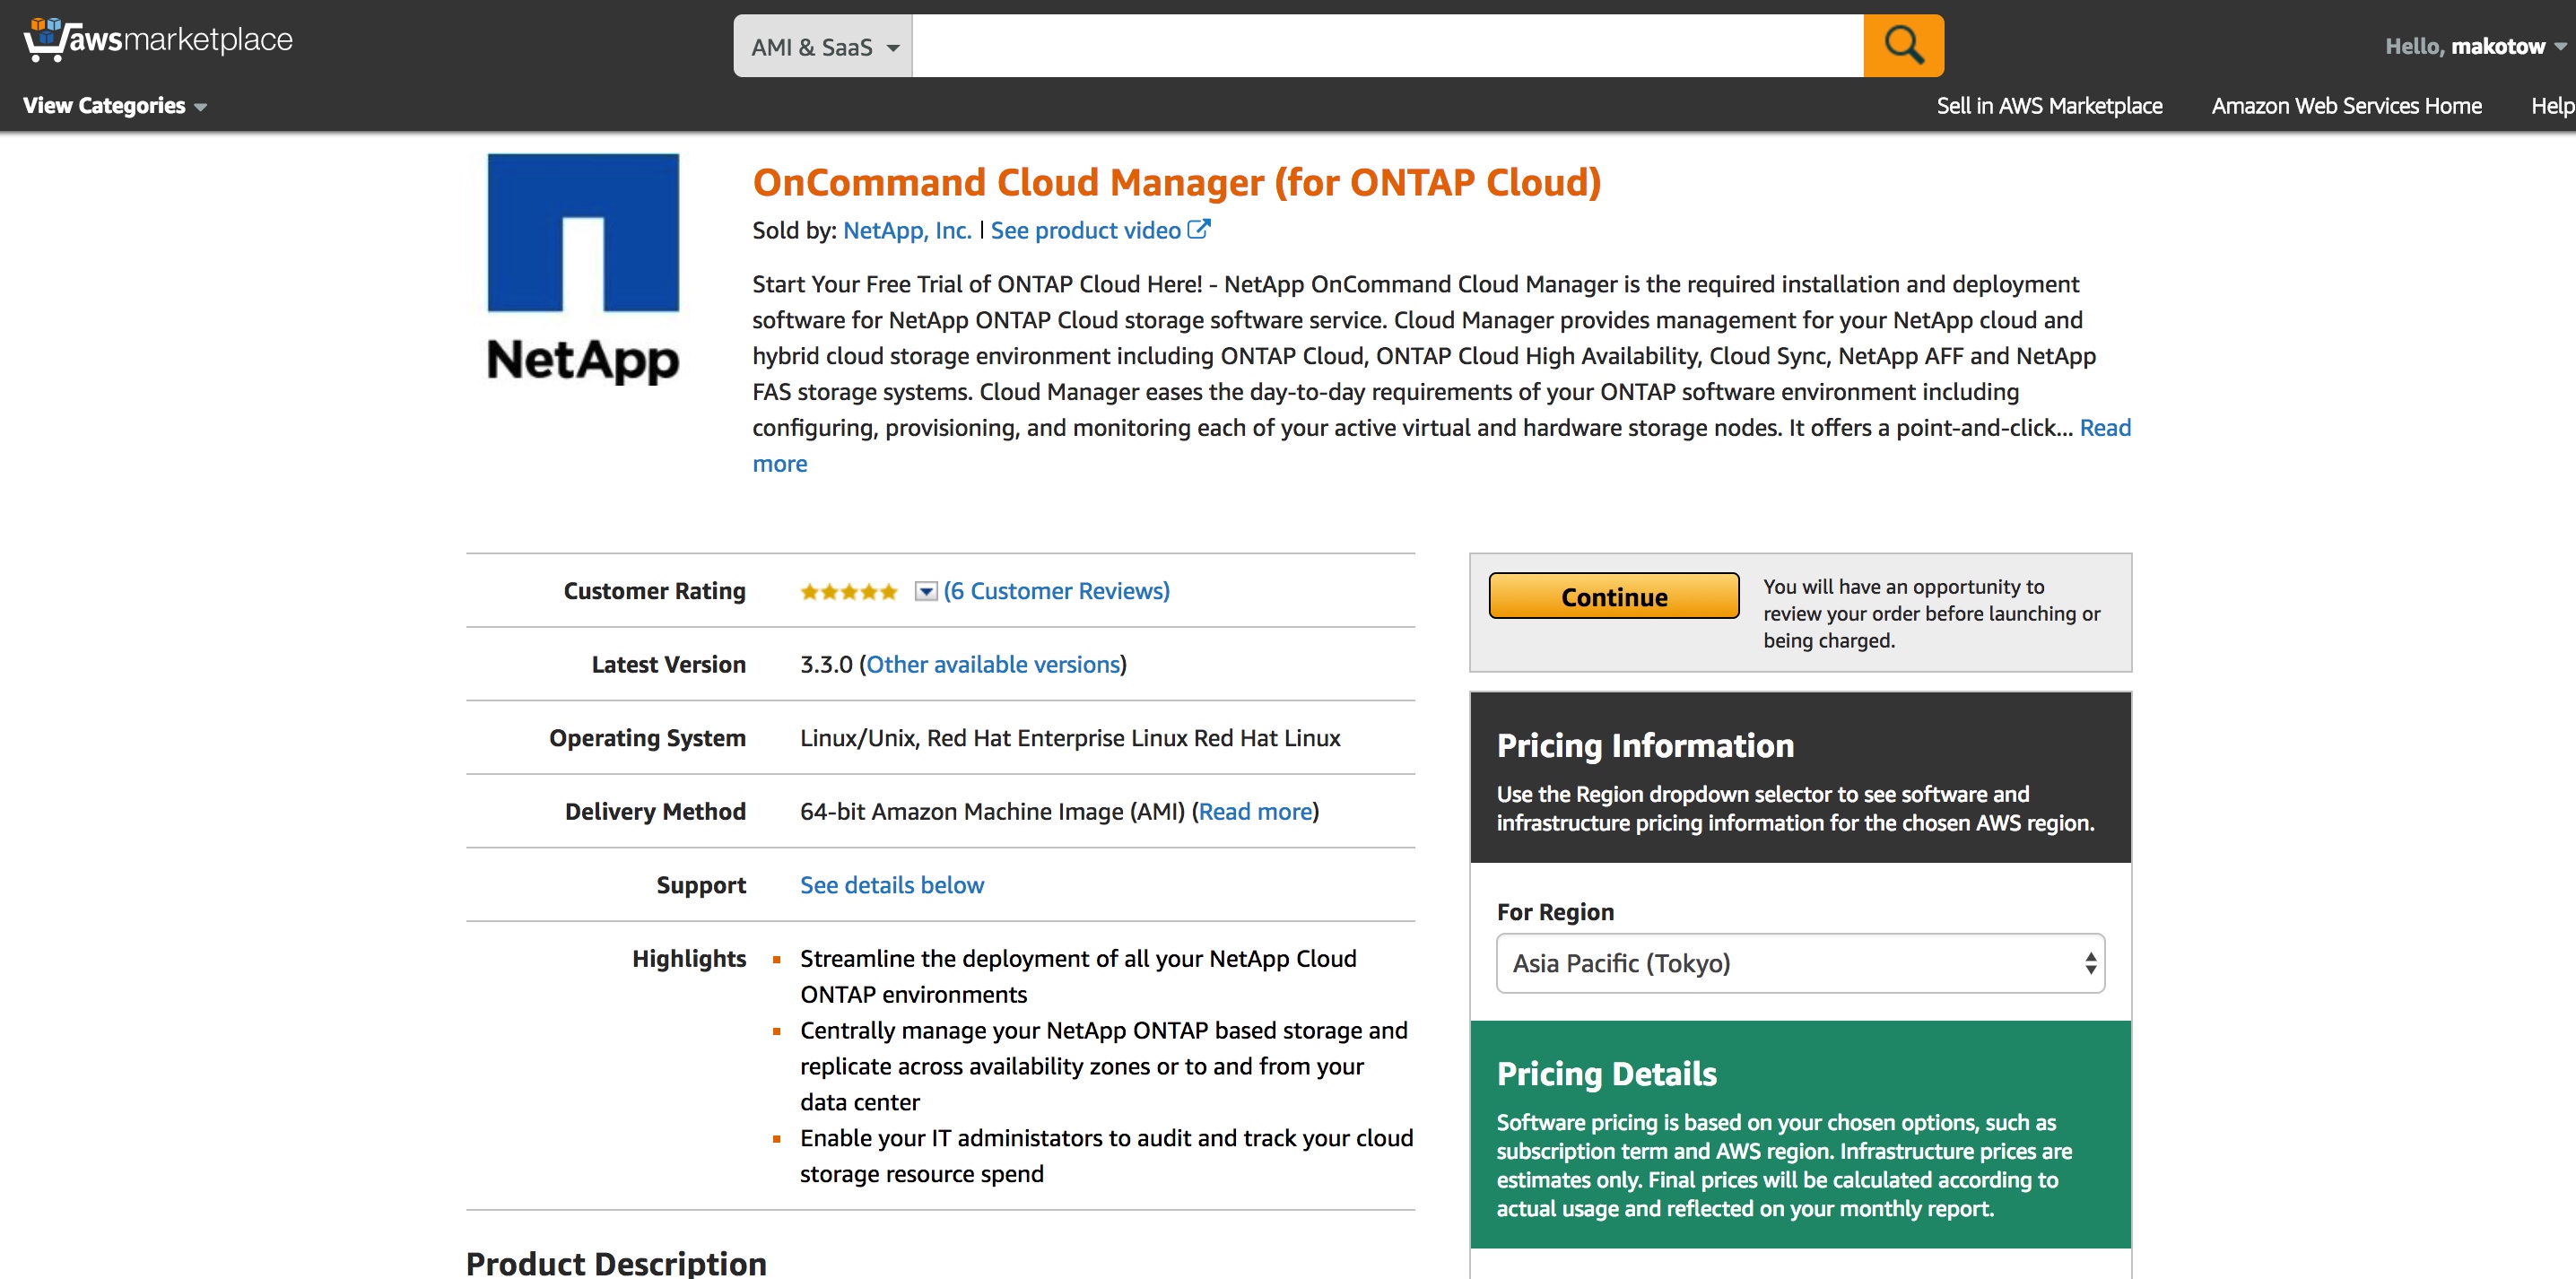 awsmarketplace
AMI & SaaS
Hello, makotow
View Categories
Sell in AWS Marketplace
Amazon Web Services Home
Help
NetApp
OnCommand Cloud Manager (for ONTAP Cloud)
Sold by: NetApp, Inc. | See product video
Start Your Free Trial of ONTAP Cloud Here! - NetApp OnCommand Cloud Manager is the required installation and deployment
software for NetApp ONTAP Cloud storage software service. Cloud Manager provides management for your NetApp cloud and
hybrid cloud storage environment including ONTAP Cloud, ONTAP Cloud High Availability, Cloud Sync, NetApp AFF and NetApp
FAS storage systems. Cloud Manager eases the day-to-day requirements of your ONTAP software environment including
configuring, provisioning, and monitoring each of your active virtual and hardware storage nodes. It offers a point-and-click... Read
more
Customer Rating
(6 Customer Reviews)
Latest Version
3.3.0 (Other available versions)
Operating System
Linux/Unix, Red Hat Enterprise Linux Red Hat Linux
Delivery Method
64-bit Amazon Machine Image (AMI) (Read more)
Support
See details below
Highlights
Streamline the deployment of all your NetApp Cloud
ONTAP environments
Centrally manage your NetApp ONTAP based storage and
replicate across availability zones or to and from your
data center
Enable your IT administators to audit and track your cloud
storage resource spend
Product Description
Continue
You will have an opportunity to
review your order before launching or
being charged.
Pricing Information
Use the Region dropdown selector to see software and
infrastructure pricing information for the chosen AWS region.
For Region
Asia Pacific (Tokyo)
Pricing Details
Software pricing is based on your chosen options, such as
subscription term and AWS region. Infrastructure prices are
estimates only. Final prices will be calculated according to
actual usage and reflected on your monthly report.